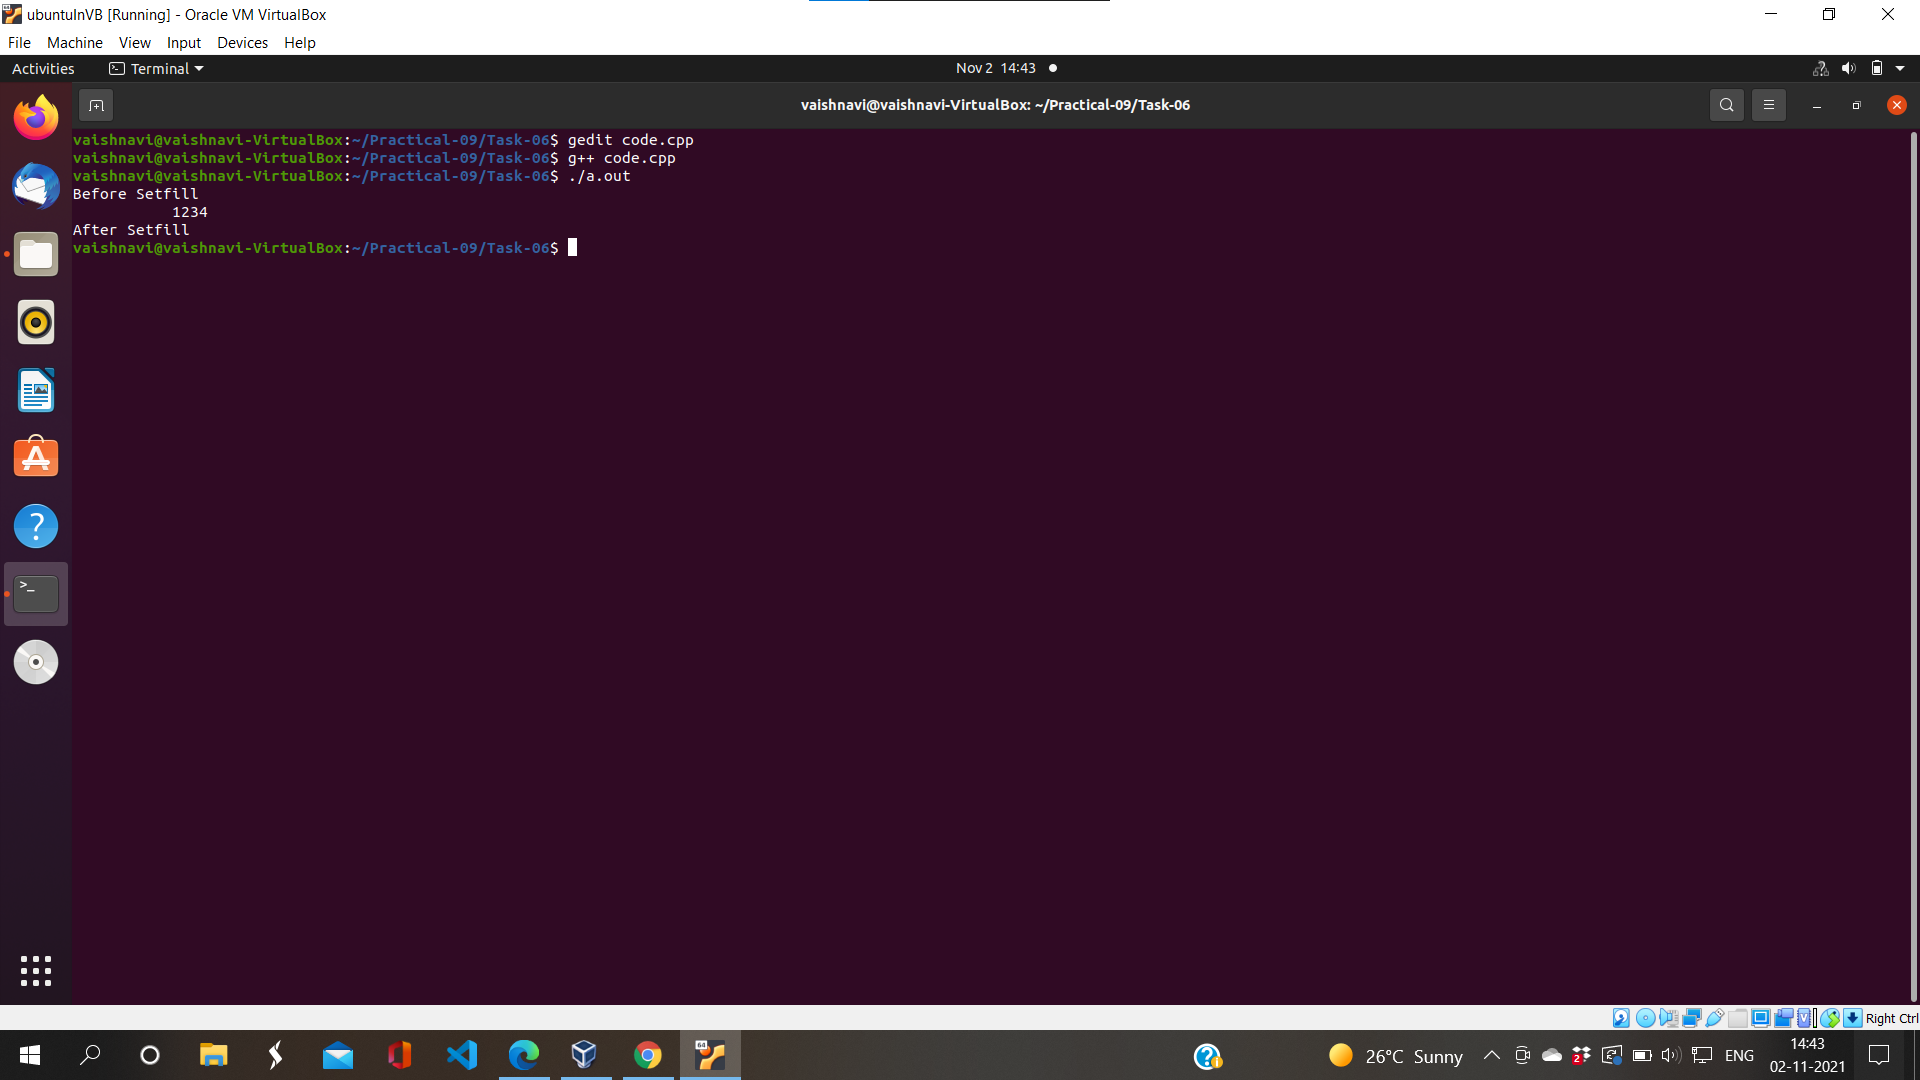 ubuntuInVB [Running] - Oracle VM VirtualBox
File Machine View Input Devices Help
Activities Terminal Nov 2 14:43
vaishnavi@vaishnavi-VirtualBox: ~/Practical-09/Task-06
vaishnavi@vaishnavi-VirtualBox:~/Practical-09/Task-06$ gedit code.cpp
vaishnavi@vaishnavi-VirtualBox:~/Practical-09/Task-06$ g++ code.cpp
vaishnavi@vaishnavi-VirtualBox:~/Practical-09/Task-06$ ./a.out
Before Setfill
1234
After Setfill
vaishnavi@vaishnavi-VirtualBox:~/Practical-09/Task-06$
Right Ctrl
26°C Sunny
2
ENG
14:43
02-11-2021
64